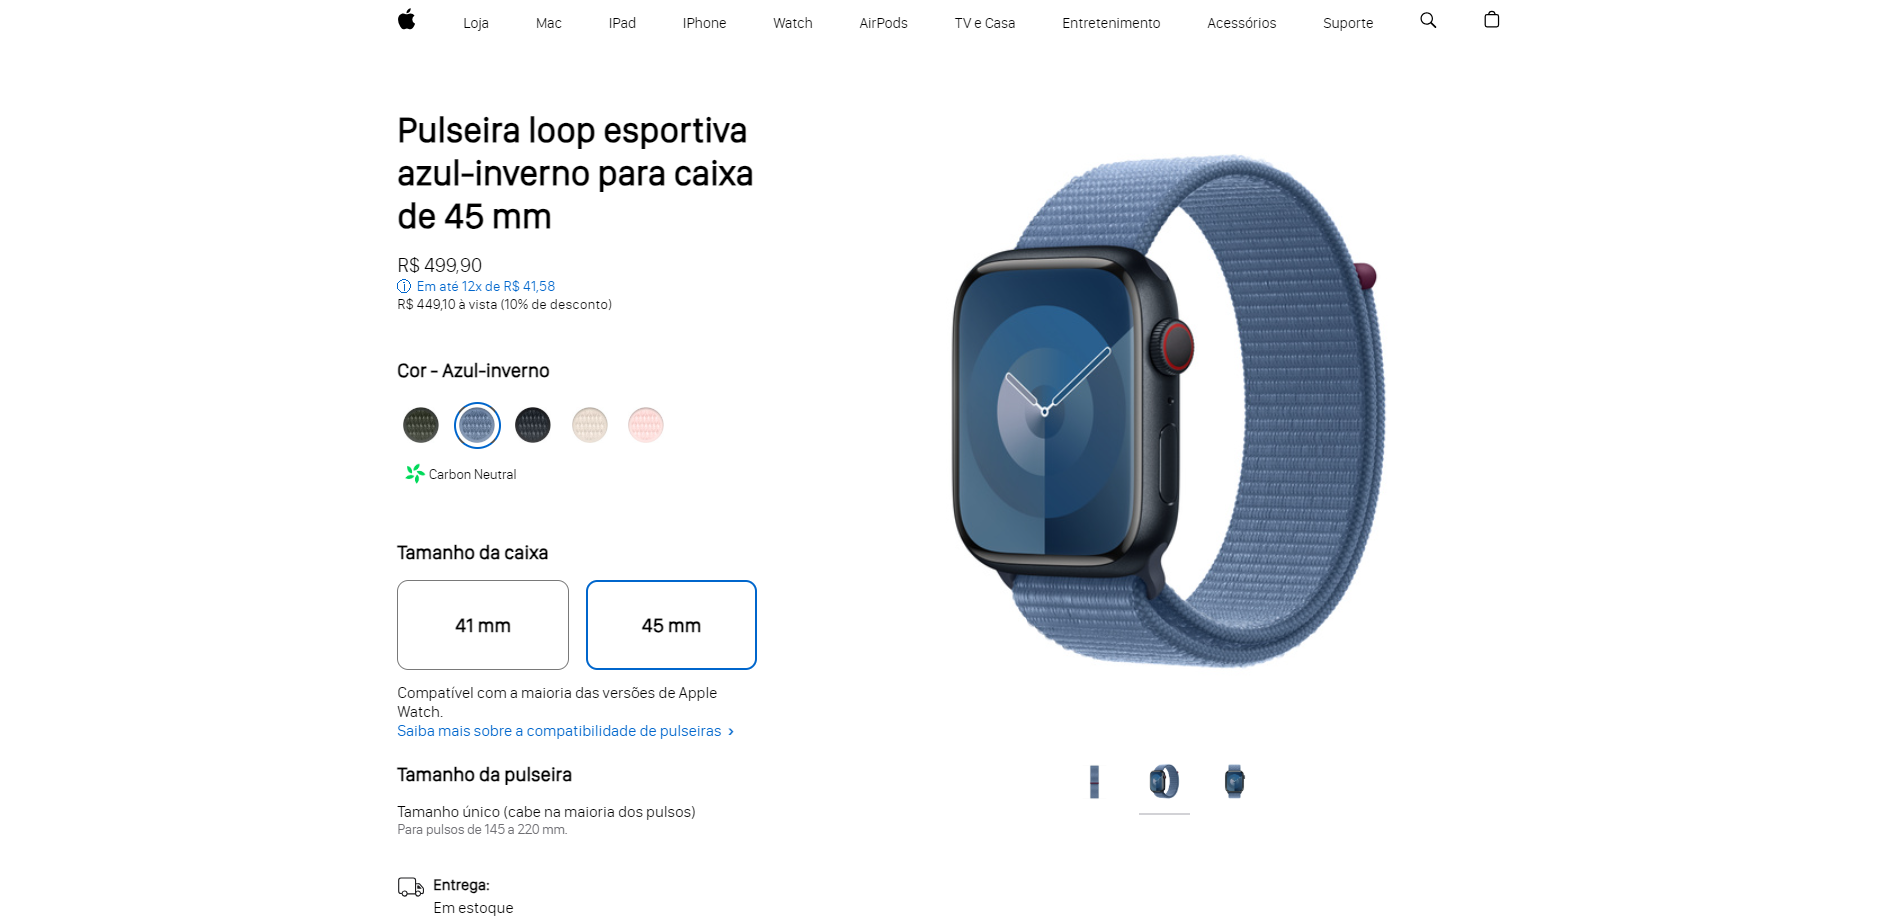 Loja Mac IPad IPhone Watch AirPods TV e Casa Entretenimento Acessórios Suporte
Pulseira loop esportiva
azul-inverno para caixa
de 45 mm
R$ 499,90
Em até 12x de R$ 41,58
R$ 449,10 à vista (10% de desconto)
Cor - Azul-inverno
Carbon Neutral
Tamanho da caixa
41 mm 45 mm
Compatível com a maioria das versões de Apple
Watch.
Saiba mais sobre a compatibilidade de pulseiras
Tamanho da pulseira
Tamanho único (cabe na maioria dos pulsos)
Para pulsos de 145 a 220 mm.
Entrega:
Em estoque